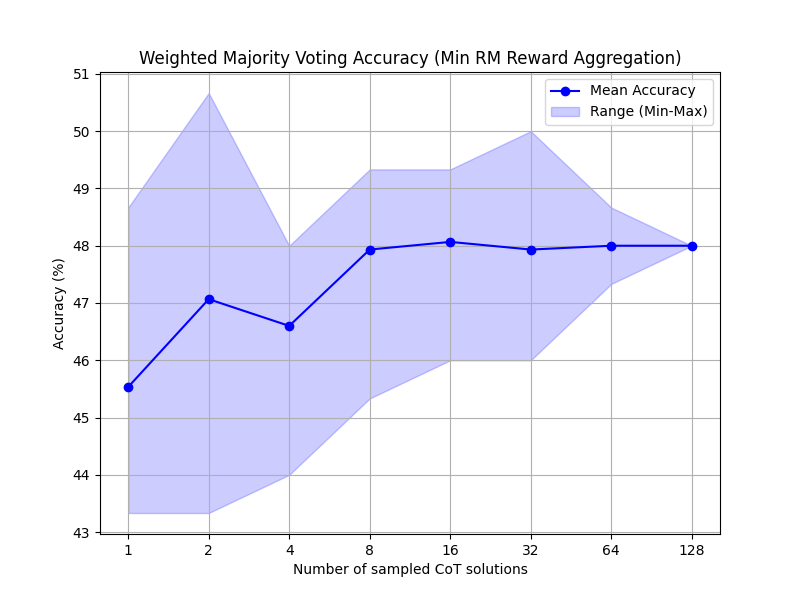 Weighted Majority Voting Accuracy (Min RM Reward Aggregation)
Mean Accuracy
Range (Min-Max)
Accuracy (%)
51
50
49
48
47
46
45
44
43
1 2 4 8 16 32 64 128
Number of sampled CoT solutions